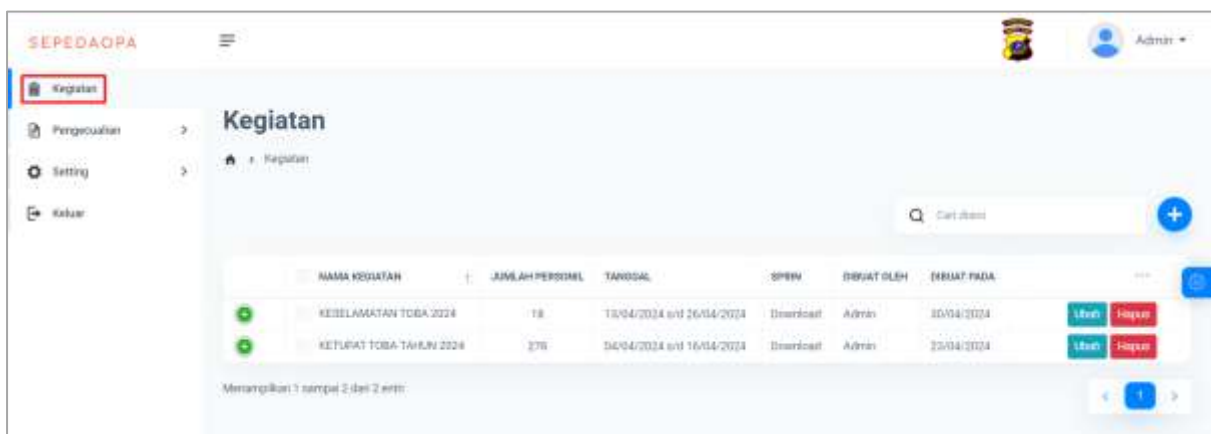 SEPEDAOPA
Admin
Kegiatan
Pengecualian
Setting
Keluar
Kegiatan
Kegiatan
Cari disini
NAMA KEGIATAN JUMLAH PERSONIL TANGGAL SPRIN DIBUAT OLEH DIBUAT PADA
KESELAMATAN TOBA 2024 18 13/04/2024 s/d 26/04/2024 Download Admin 30/04/2024 Ubah Hapus
KETUPAT TOBA TAHUN 2024 04/04/2024 s/d 16/04/2024 Download Admin 23/04/2024 Ubah Hapus
Menampilkan 1 sampai 2 dari 2 entri
1